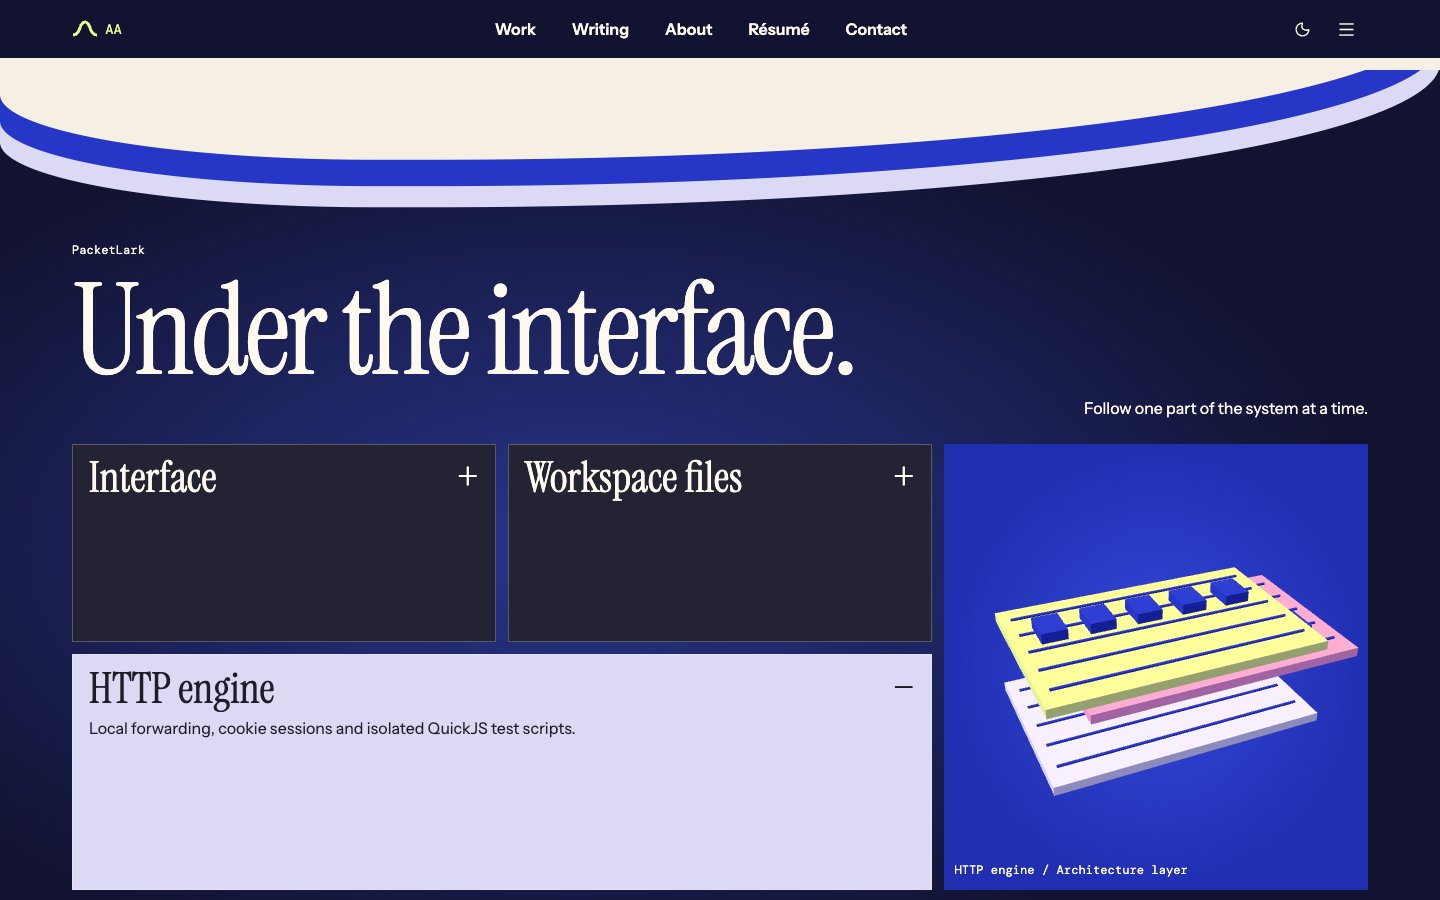 AA
Work
Writing
About
Résumé
Contact
PacketLark
Under the interface.
Follow one part of the system at a time.
Interface
Workspace files
HTTP engine
Local forwarding, cookie sessions and isolated QuickJS test scripts.
HTTP engine / Architecture layer